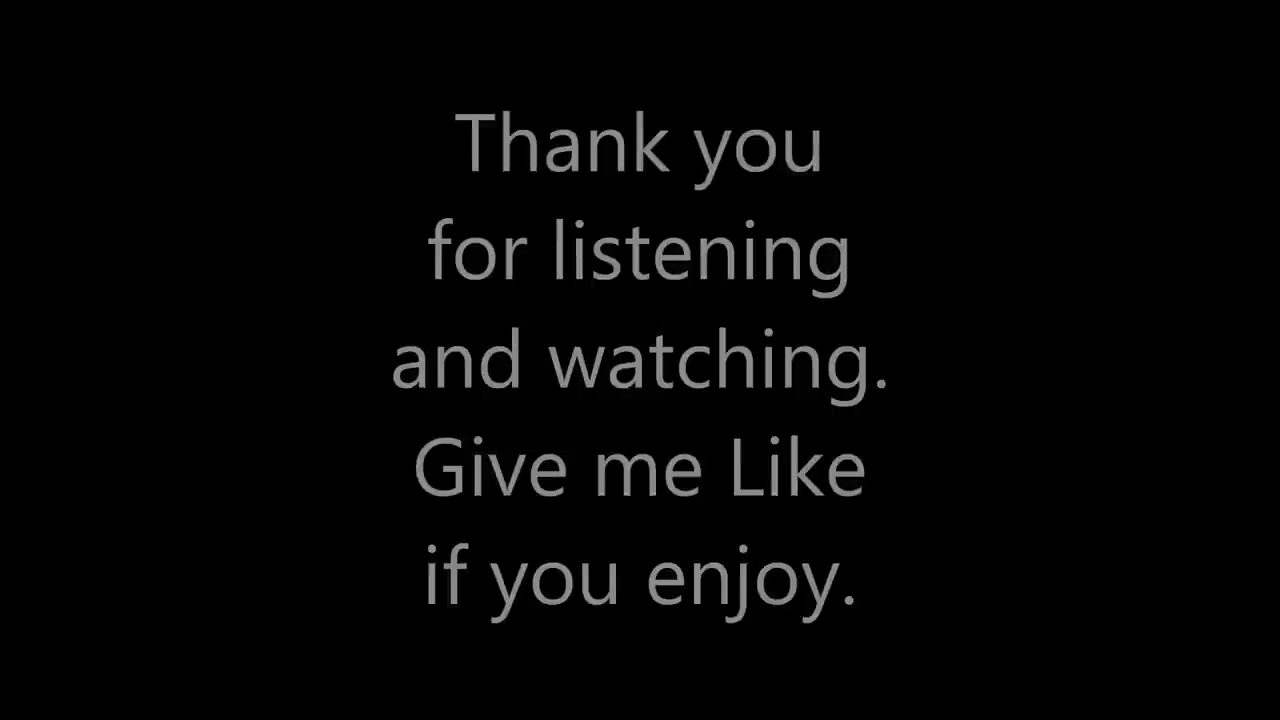 Thank you
for listening
and watching.
Give me Like
if you enjoy.